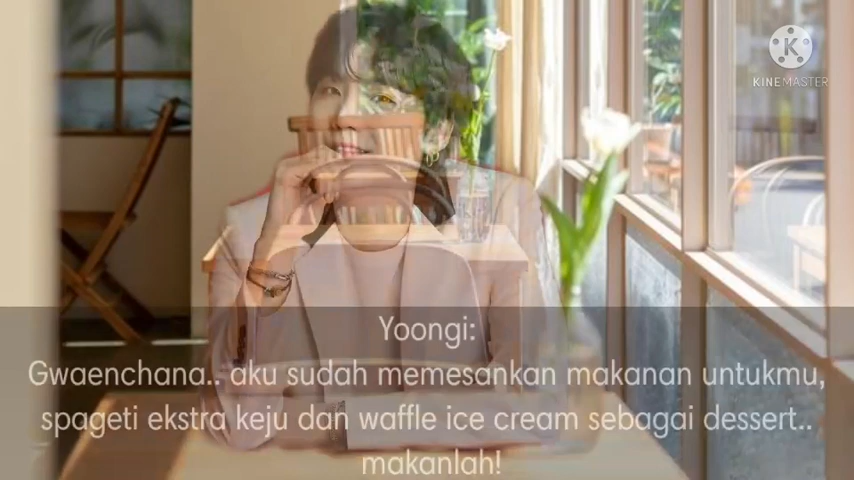 KINEMASTER
Yoongi:
Gwaenchana.. aku sudah memesankan makanan untukmu,
spageti ekstra keju dan waffle ice cream sebagai dessert..
makanlah!